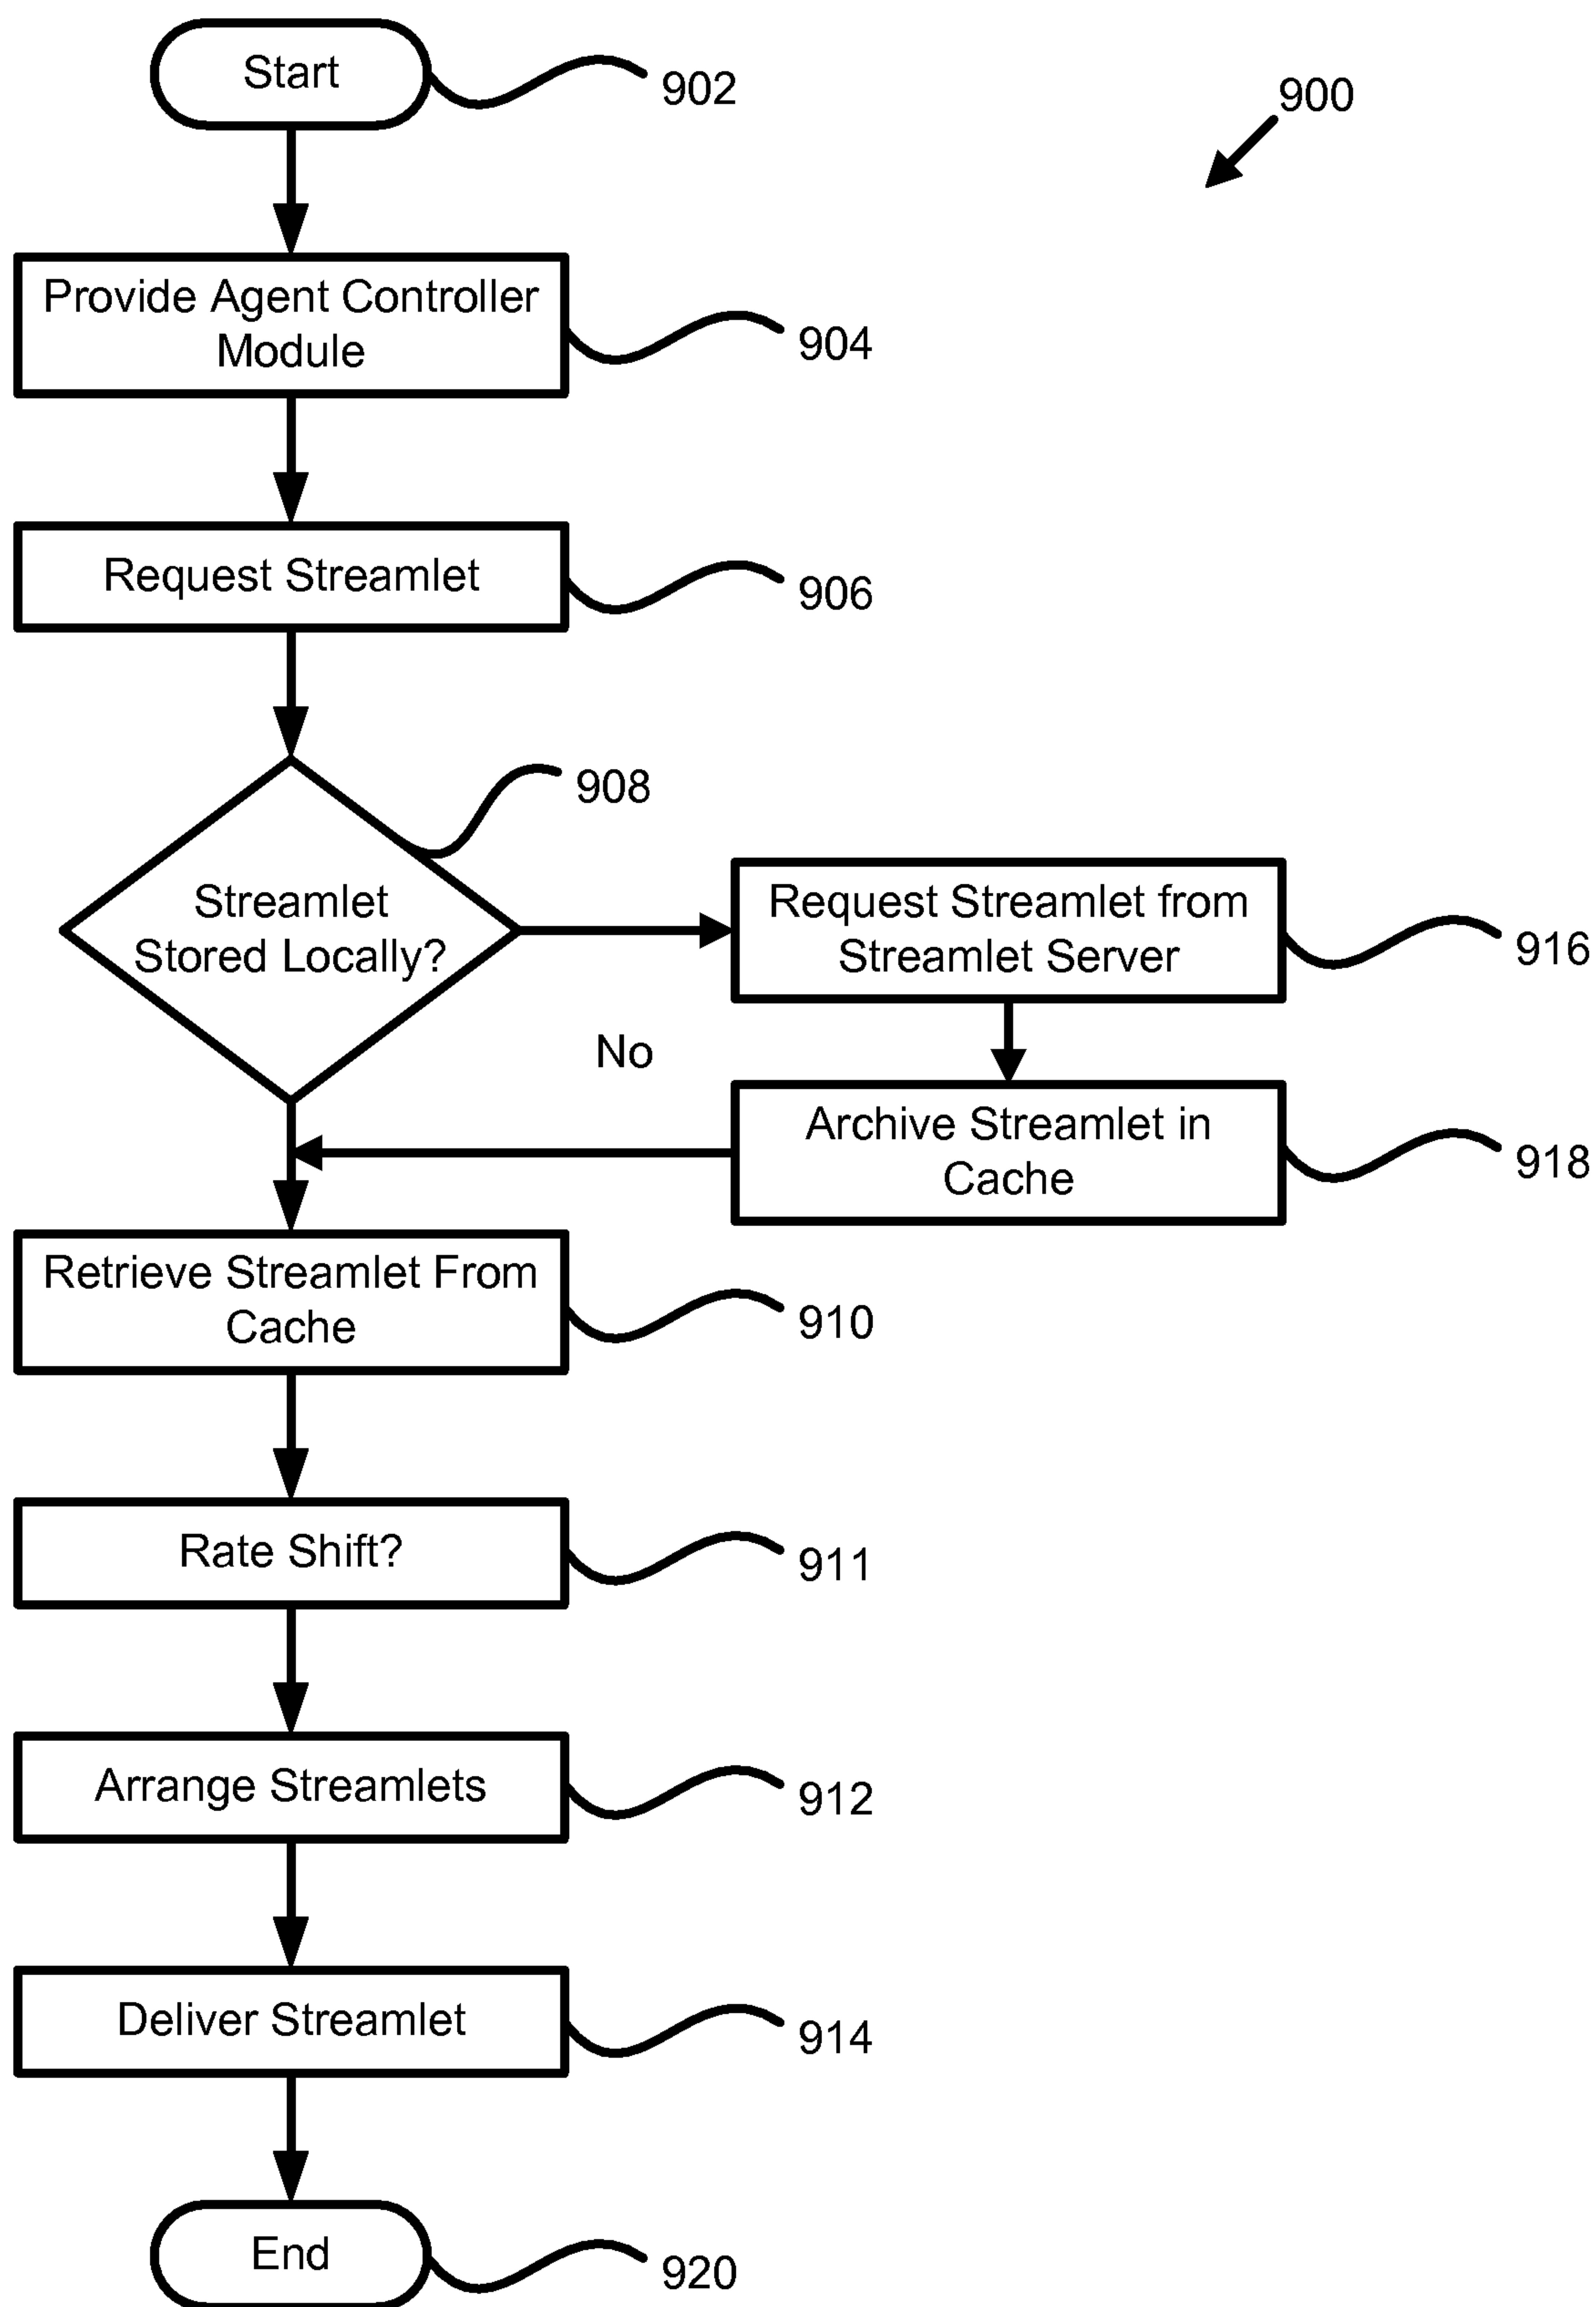 Start
902
900
Provide Agent Controller
Module
904
Request Streamlet
906
908
Streamlet
Stored Locally?
Request Streamlet from
Streamlet Server
916
No
Archive Streamlet in
Cache
918
Retrieve Streamlet From
Cache
910
Rate Shift?
911
Arrange Streamlets
912
Deliver Streamlet
914
End
920